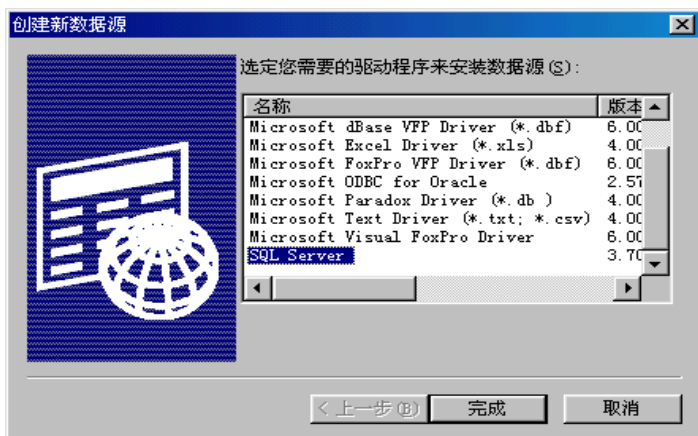 创建新数据源
选定您需要的驱动程序来安装数据源(S):
名称 版本
Microsoft dBase VFP Driver (*.dbf) 6.00
Microsoft Excel Driver (*.xls) 4.00
Microsoft FoxPro VFP Driver (*.dbf) 6.00
Microsoft ODBC for Oracle 2.57
Microsoft Paradox Driver (*.db ) 4.00
Microsoft Text Driver (*.txt; *.csv) 4.00
Microsoft Visual FoxPro Driver 6.00
SQL Server 3.70
< 上一步(B) 完成 取消